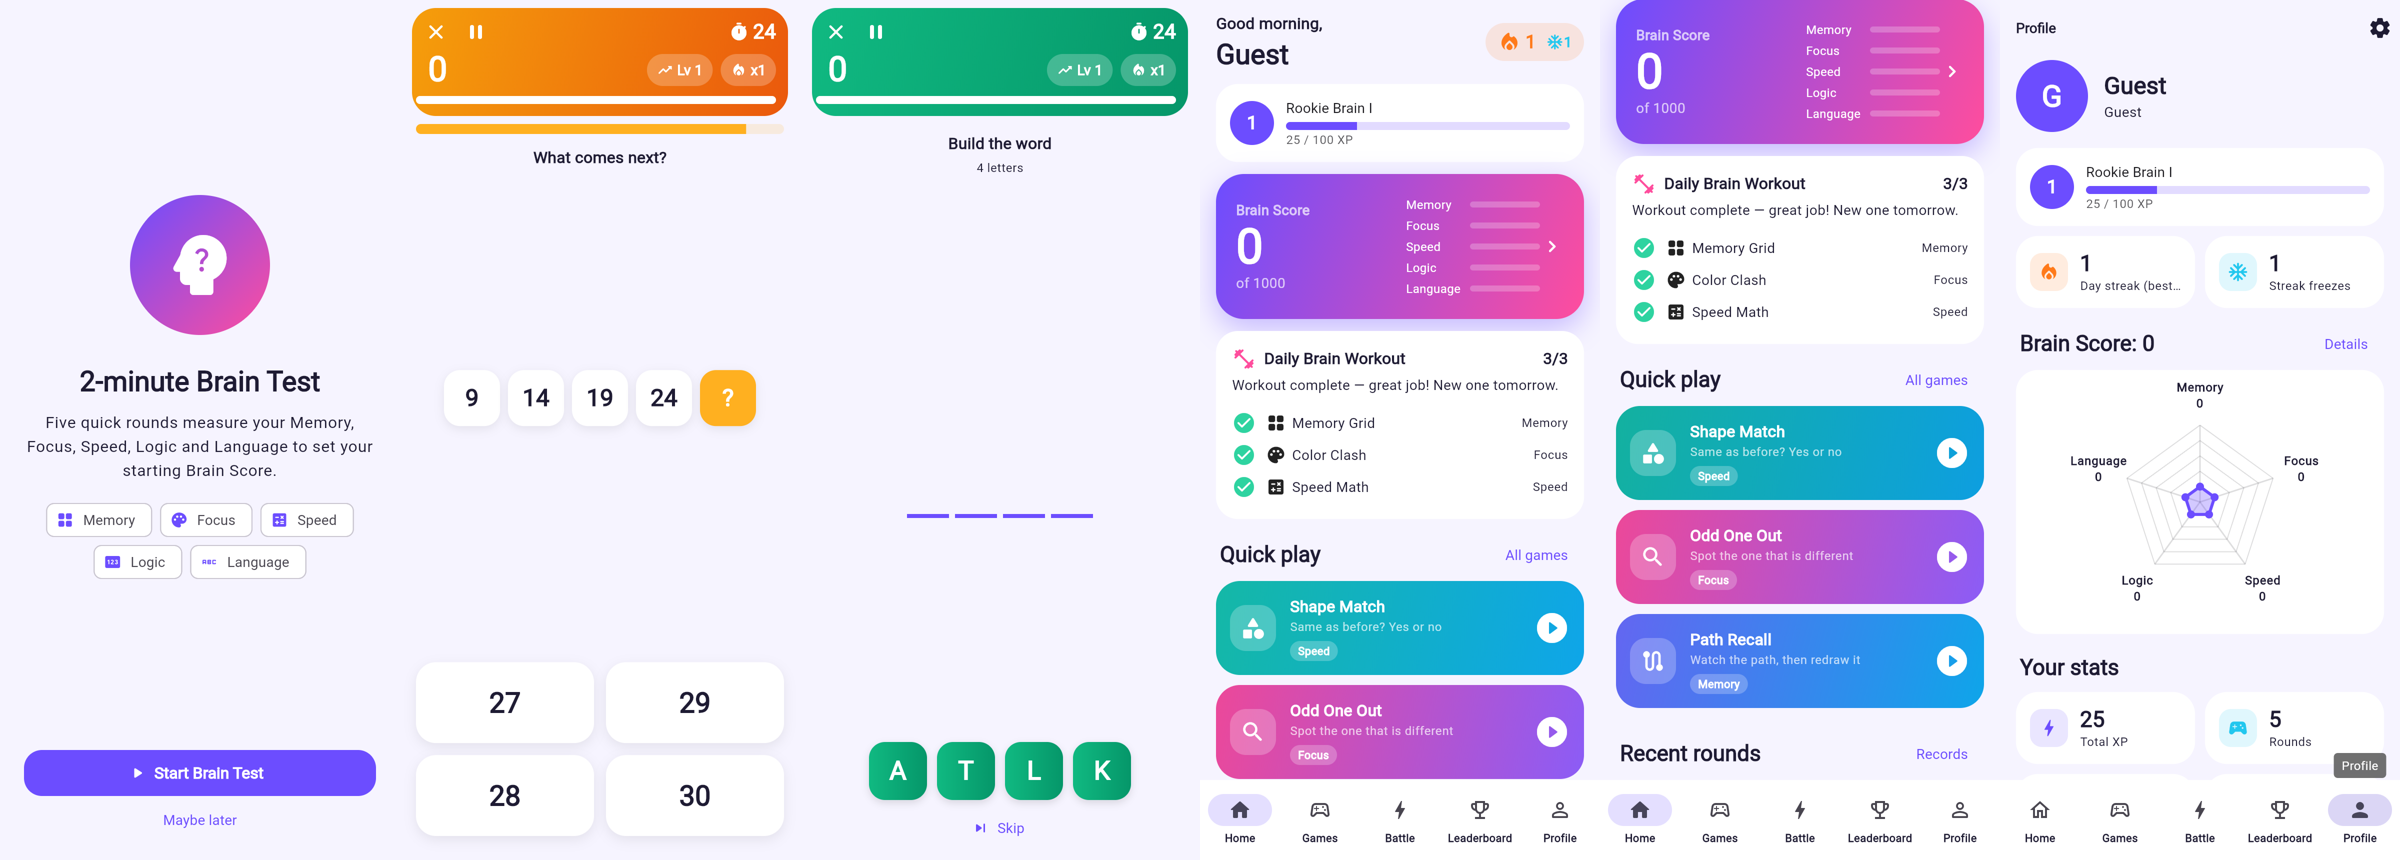 2-minute Brain Test
Five quick rounds measure your Memory,
Focus, Speed, Logic and Language to set your
starting Brain Score.
Memory
Focus
Speed
Logic
Language
Start Brain Test
Maybe later
24
0
Lv 1
x1
What comes next?
9
14
19
24
?
27
29
28
30
24
0
Lv 1
x1
Build the word
4 letters
A
T
L
K
Skip
Good morning,
Guest
1
1
1
Rookie Brain I
25 / 100 XP
Brain Score
0
of 1000
Memory
Focus
Speed
Logic
Language
Daily Brain Workout
3/3
Workout complete — great job! New one tomorrow.
Memory Grid
Memory
Color Clash
Focus
Speed Math
Speed
Quick play
All games
Shape Match
Same as before? Yes or no
Speed
Odd One Out
Spot the one that is different
Focus
Home
Games
Battle
Leaderboard
Profile
Brain Score
0
of 1000
Memory
Focus
Speed
Logic
Language
Daily Brain Workout
3/3
Workout complete — great job! New one tomorrow.
Memory Grid
Memory
Color Clash
Focus
Speed Math
Speed
Quick play
All games
Shape Match
Same as before? Yes or no
Speed
Odd One Out
Spot the one that is different
Focus
Path Recall
Watch the path, then redraw it
Memory
Recent rounds
Records
Home
Games
Battle
Leaderboard
Profile
Profile
G
Guest
Guest
1
Rookie Brain I
25 / 100 XP
1
Day streak (best...
1
Streak freezes
Brain Score: 0
Details
Memory
0
Language
0
Focus
0
Logic
0
Speed
0
Your stats
25
Total XP
5
Rounds
Profile
Home
Games
Battle
Leaderboard
Profile